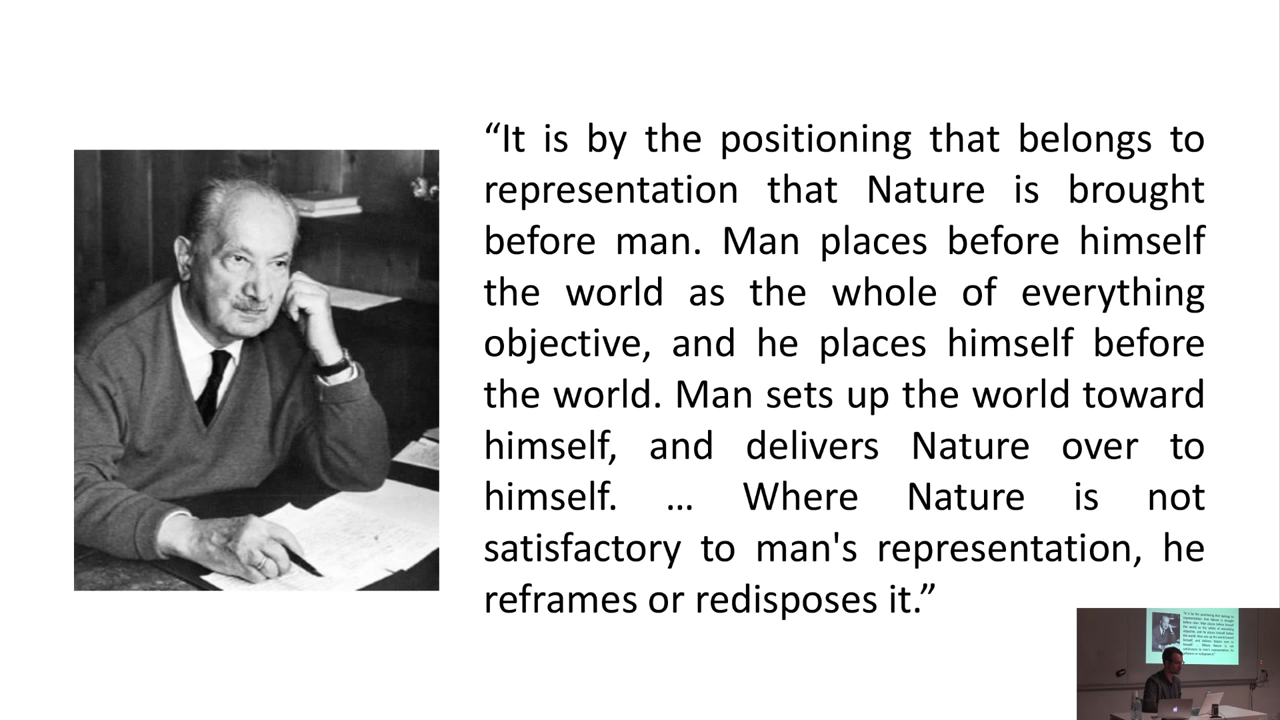 “It is by the positioning that belongs to
representation that Nature is brought
before man. Man places before himself
the world as the whole of everything
objective, and he places himself before
the world. Man sets up the world toward
himself, and delivers Nature over to
himself. ... Where Nature is not
satisfactory to man's representation, he
reframes or redisposes it.”